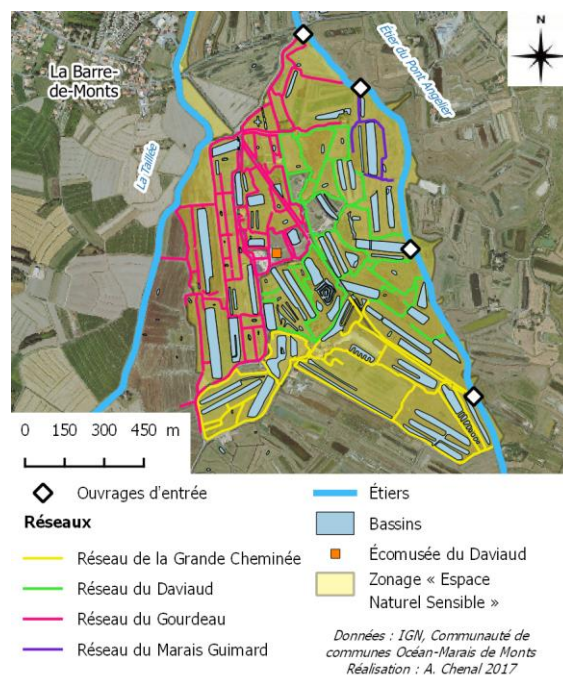 N
La Barre-
de-Monts
Étier du Pont Angelier
La Taillée
0 150 300 450 m
Ouvrages d'entrée
Réseaux
Réseau de la Grande Cheminée
Réseau du Daviaud
Réseau du Gourdeau
Réseau du Marais Guimard
Étiers
Bassins
Écomusée du Daviaud
Zonage « Espace
Naturel Sensible »
Données : IGN, Communauté de
communes Océan-Marais de Monts
Réalisation : A. Chenal 2017